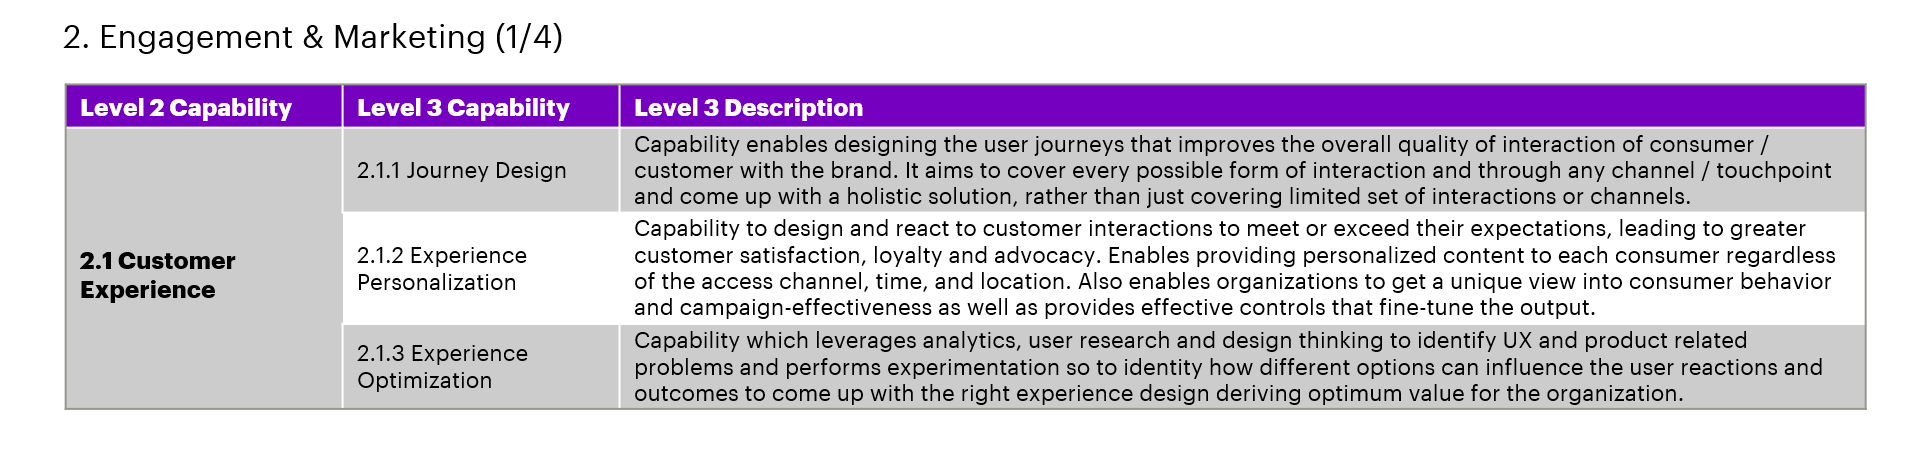 2. Engagement & Marketing (1/4)
Level 2 Capability
Level 3 Capability
Level 3 Description
2.1 Customer
Experience
2.1.1 Journey Design
Capability enables designing the user journeys that improves the overall quality of interaction of consumer /
customer with the brand. It aims to cover every possible form of interaction and through any channel / touchpoint
and come up with a holistic solution, rather than just covering limited set of interactions or channels.
2.1.2 Experience
Personalization
Capability to design and react to customer interactions to meet or exceed their expectations, leading to greater
customer satisfaction, loyalty and advocacy. Enables providing personalized content to each consumer regardless
of the access channel, time, and location. Also enables organizations to get a unique view into consumer behavior
and campaign-effectiveness as well as provides effective controls that fine-tune the output.
2.1.3 Experience
Optimization
Capability which leverages analytics, user research and design thinking to identify UX and product related
problems and performs experimentation so to identity how different options can influence the user reactions and
outcomes to come up with the right experience design deriving optimum value for the organization.